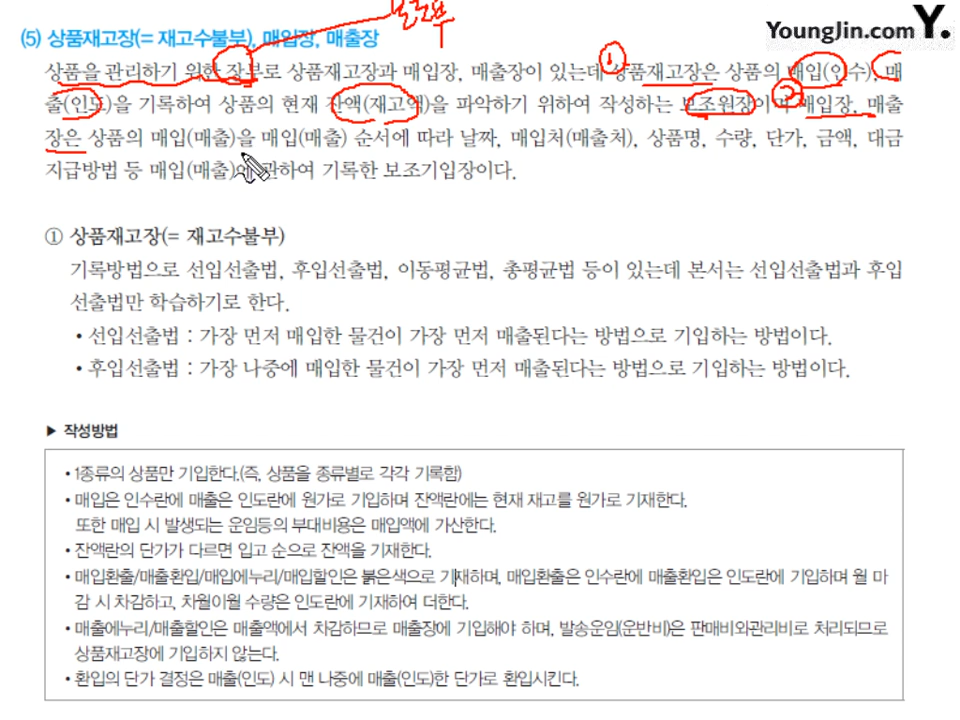 보조부
Younglin.com Y.
(5) 상품재고장(= 재고수불부), 매입장, 매출장
상품을 관리하기 위한 장부로 상품재고장과 매입장, 매출장이 있는데 ① 상품재고장은 상품의 매입(인수), 매
출(인도)을 기록하여 상품의 현재 잔액(재고액)을 파악하기 위하여 작성하는 보조원장이며 ② 매입장, 매출
장은 상품의 매입(매출)을 매입(매출) 순서에 따라 날짜, 매입처(매출처), 상품명, 수량, 단가, 금액, 대금
지급방법 등 매입(매출)에 관하여 기록한 보조기입장이다.
① 상품재고장(= 재고수불부)
기록방법으로 선입선출법, 후입선출법, 이동평균법, 총평균법 등이 있는데 본서는 선입선출법과 후입
선출법만 학습하기로 한다.
• 선입선출법 : 가장 먼저 매입한 물건이 가장 먼저 매출된다는 방법으로 기입하는 방법이다.
• 후입선출법 : 가장 나중에 매입한 물건이 가장 먼저 매출된다는 방법으로 기입하는 방법이다.
▶ 작성방법
• 1종류의 상품만 기입한다.(즉, 상품을 종류별로 각각 기록함)
• 매입은 인수란에 매출은 인도란에 원가로 기입하며 잔액란에는 현재 재고를 원가로 기재한다.
또한 매입 시 발생되는 운임등의 부대비용은 매입액에 가산한다.
• 잔액란의 단가가 다르면 입고 순으로 잔액을 기재한다.
• 매입환출/매출환입/매입에누리/매입할인은 붉은색으로 기재하며, 매입환출은 인수란에 매출환입은 인도란에 기입하며 월 마
감 시 차감하고, 차월이월 수량은 인도란에 기재하여 더한다.
• 매출에누리/매출할인은 매출액에서 차감하므로 매출장에 기입해야 하며, 발송운임(운반비)은 판매비와관리비로 처리되므로
상품재고장에 기입하지 않는다.
• 환입의 단가 결정은 매출(인도) 시 맨 나중에 매출(인도)한 단가로 환입시킨다.